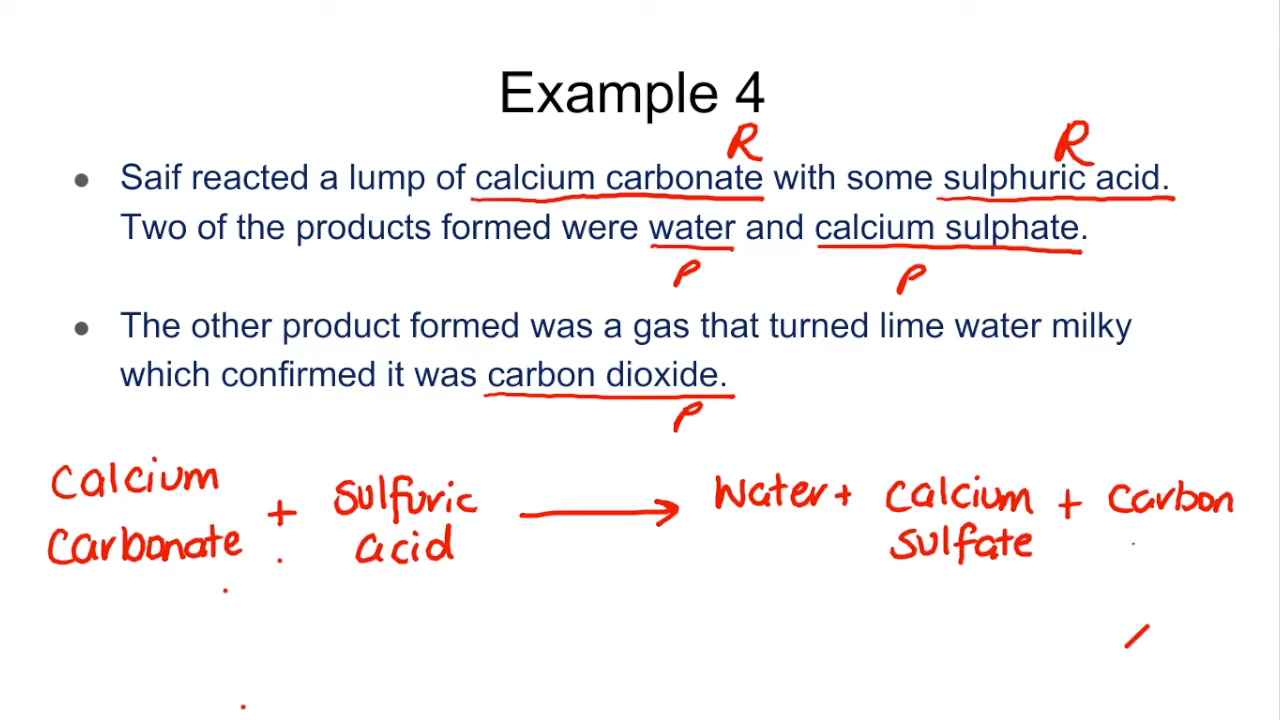 Example 4
R R
• Saif reacted a lump of calcium carbonate with some sulphuric acid.
Two of the products formed were water and calcium sulphate.
P P
• The other product formed was a gas that turned lime water milky
which confirmed it was carbon dioxide.
P
Calcium + Sulfuric → Water + Calcium + Carbon
Carbonate acid Sulfate